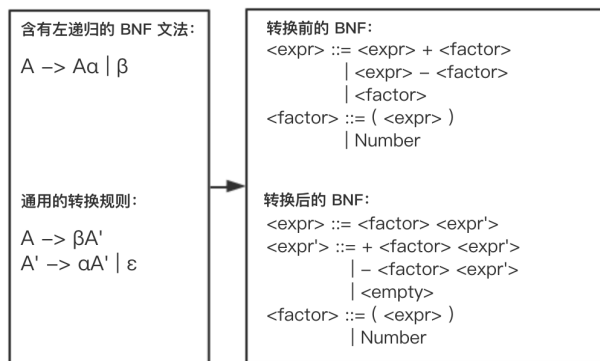 含有左递归的 BNF 文法：
A -> Aα | β
通用的转换规则：
A -> βA'
A' -> αA' | ε
转换前的 BNF：
<expr> ::= <expr> + <factor>
| <expr> - <factor>
| <factor>
<factor> ::= ( <expr> )
| Number
转换后的 BNF：
<expr> ::= <factor> <expr'>
<expr'> ::= + <factor> <expr'>
| - <factor> <expr'>
| <empty>
<factor> ::= ( <expr> )
| Number